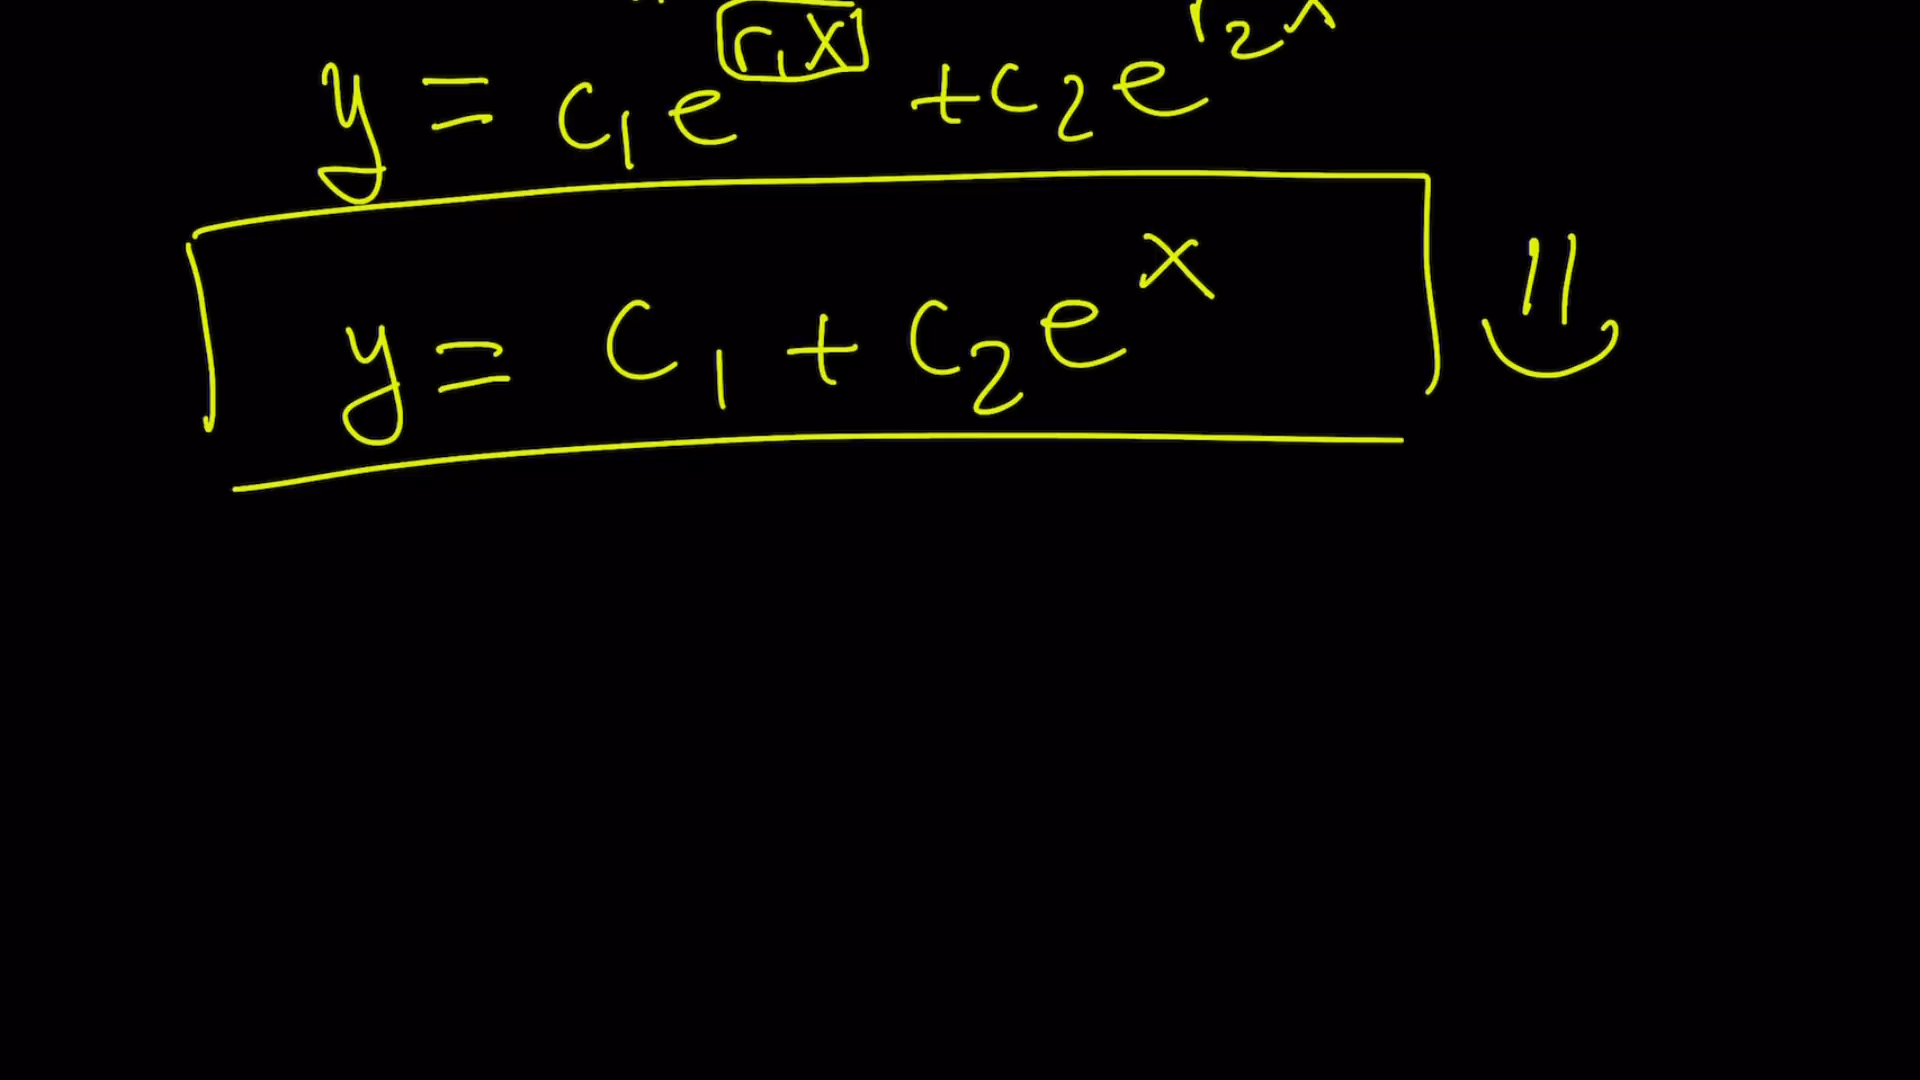 y = c₁e^(r₁x) + c₂e^(r₂x)
y = c₁ + c₂e^x